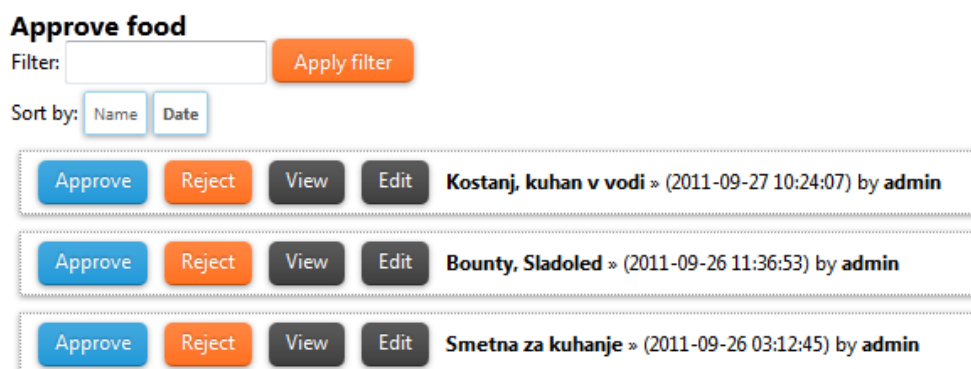 Approve food
Filter: Apply filter
Sort by: Name Date
Approve Reject View Edit Kostanj, kuhan v vodi » (2011-09-27 10:24:07) by admin
Approve Reject View Edit Bounty, Sladoled » (2011-09-26 11:36:53) by admin
Approve Reject View Edit Smetna za kuhanje » (2011-09-26 03:12:45) by admin